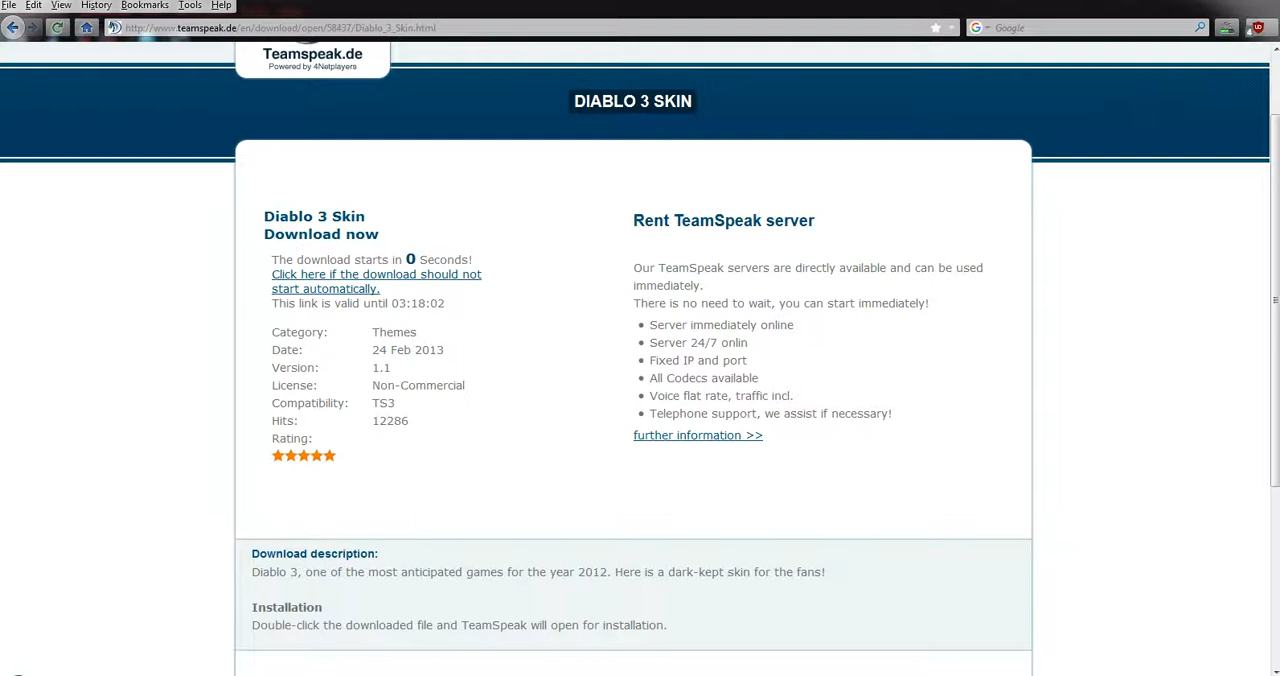 File Edit View History Bookmarks Tools Help
http://www.teamspeak.de/en/download/open/58437/Diablo_3_Skin.html
Google
Teamspeak.de
Powered by 4Netplayers
DIABLO 3 SKIN
Diablo 3 Skin
Download now
The download starts in 0 Seconds!
Click here if the download should not
start automatically.
This link is valid until 03:18:02
Category: Themes
Date: 24 Feb 2013
Version: 1.1
License: Non-Commercial
Compatibility: TS3
Hits: 12286
Rating:
Rent TeamSpeak server
Our TeamSpeak servers are directly available and can be used
immediately.
There is no need to wait, you can start immediately!
• Server immediately online
• Server 24/7 onlin
• Fixed IP and port
• All Codecs available
• Voice flat rate, traffic incl.
• Telephone support, we assist if necessary!
further information >>
Download description:
Diablo 3, one of the most anticipated games for the year 2012. Here is a dark-kept skin for the fans!
Installation
Double-click the downloaded file and TeamSpeak will open for installation.